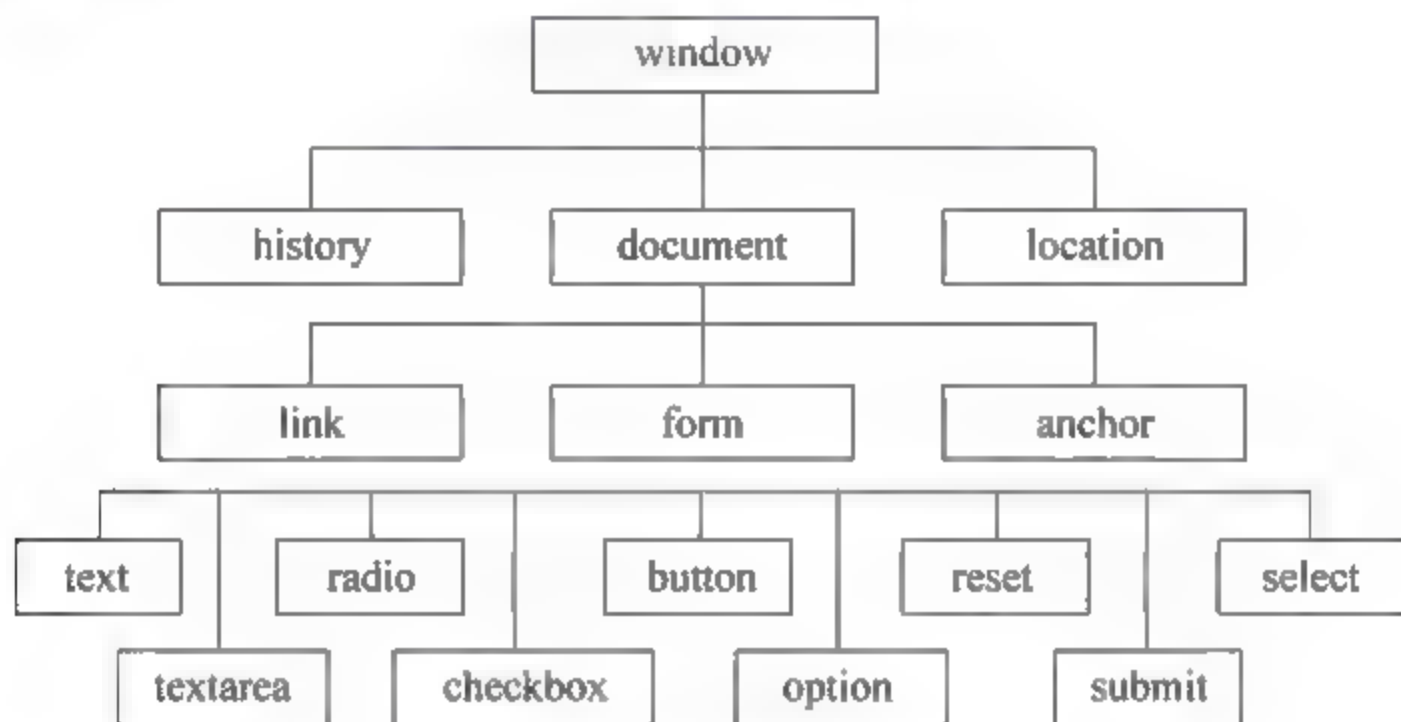 window
history document location
link form anchor
text radio button reset select
textarea checkbox option submit